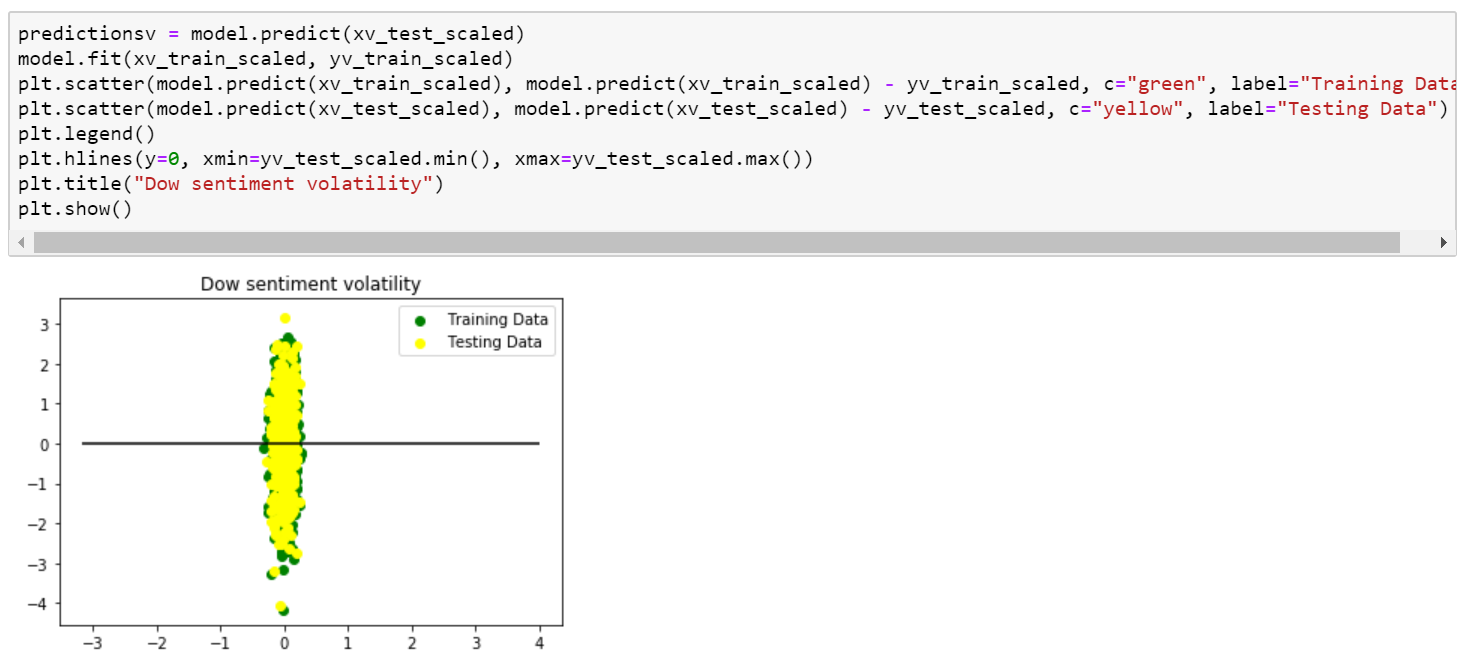 predictionsv = model.predict(xv_test_scaled)
model.fit(xv_train_scaled, yv_train_scaled)
plt.scatter(model.predict(xv_train_scaled), model.predict(xv_train_scaled) - yv_train_scaled, c="green", label="Training Data
plt.scatter(model.predict(xv_test_scaled), model.predict(xv_test_scaled) - yv_test_scaled, c="yellow", label="Testing Data")
plt.legend()
plt.hlines(y=0, xmin=yv_test_scaled.min(), xmax=yv_test_scaled.max())
plt.title("Dow sentiment volatility")
plt.show()
Dow sentiment volatility
Training Data
Testing Data
3
2
1
0
−1
−2
−3
−4
−3 −2 −1 0 1 2 3 4